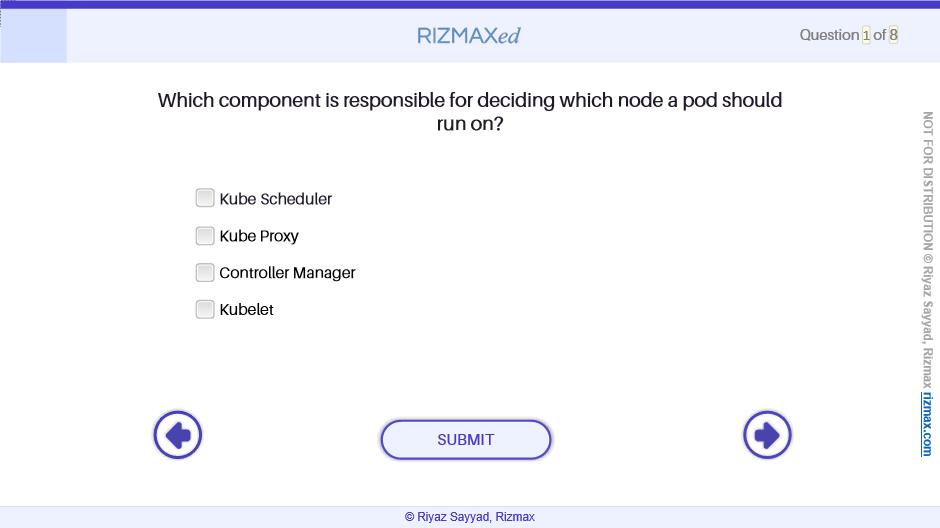 RIZMAXed
Question 1 of 8
Which component is responsible for deciding which node a pod should
run on?
Kube Scheduler
Kube Proxy
Controller Manager
Kubelet
SUBMIT
NOT FOR DISTRIBUTION © Riyaz Sayyad, Rizmax rizmax.com
© Riyaz Sayyad, Rizmax